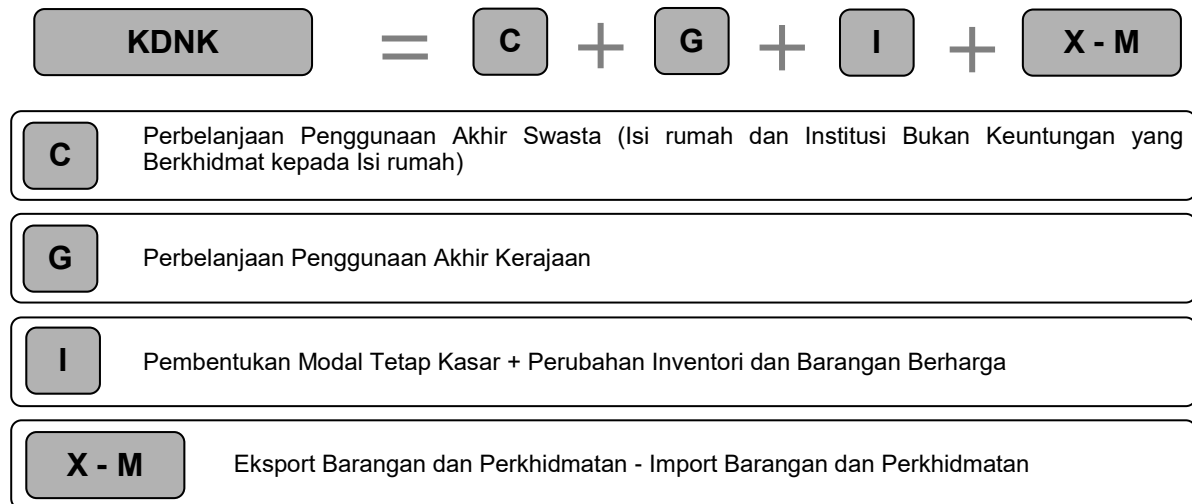 KDNK = C + G + I + X - M
C Perbelanjaan Penggunaan Akhir Swasta (Isi rumah dan Institusi Bukan Keuntungan yang
Berkhidmat kepada Isi rumah)
G Perbelanjaan Penggunaan Akhir Kerajaan
I Pembentukan Modal Tetap Kasar + Perubahan Inventori dan Barangan Berharga
X - M Eksport Barangan dan Perkhidmatan - Import Barangan dan Perkhidmatan